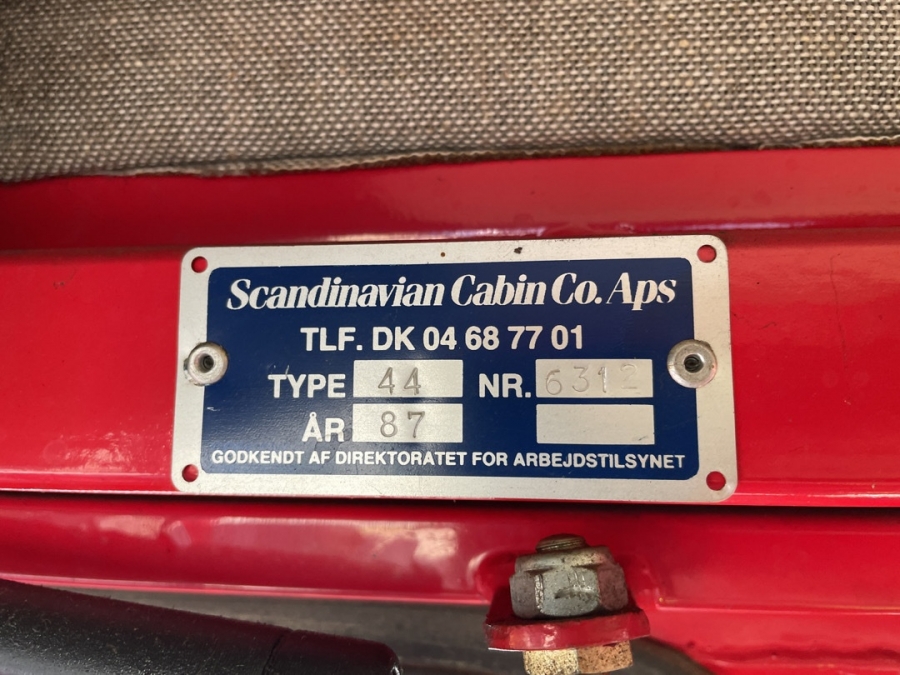 Scandinavian Cabin Co. Aps
TLF. DK 04 68 77 01
TYPE 44 NR. 6312
ÅR 87
GODKENDT AF DIREKTORATET FOR ARBEJDSTILSYNET